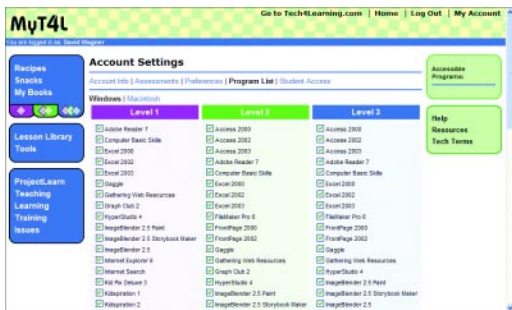 MyT4L
Go to Tech4Learning.com | Home | Log Out | My Account
You are logged in as: David Wagner
Recipes
Snacks
My Books
Lesson Library
Tools
ProjectLearn
Teaching
Learning
Training
Issues
Account Settings
Account Info | Assessments | Preferences | Program List | Student Access
Windows | Macintosh
Level 1
Adobe Reader 7
Computer Basic Skills
Excel 2000
Excel 2002
Excel 2003
Gaggle
Gathering Web Resources
Graph Club 2
HyperStudio 4
ImageBlender 2.5 Paint
ImageBlender 2.5 Storybook Maker
ImageBlender 2.5
Internet Explorer 6
Internet Search
Kid Pix Deluxe 3
Kidspiration 1
Kidspiration 2
Level 2
Access 2000
Access 2002
Access 2003
Adobe Reader 7
Computer Basic Skills
Excel 2000
Excel 2002
Excel 2003
FileMaker Pro 6
FrontPage 2000
FrontPage 2002
Gaggle
Gathering Web Resources
Graph Club 2
HyperStudio 4
ImageBlender 2.5 Paint
ImageBlender 2.5 Storybook Maker
Level 3
Access 2000
Access 2002
Access 2003
Adobe Reader 7
Computer Basic Skills
Excel 2000
Excel 2002
Excel 2003
FileMaker Pro 6
FrontPage 2000
FrontPage 2002
Gaggle
Gathering Web Resources
HyperStudio 4
ImageBlender 2.5 Paint
ImageBlender 2.5 Storybook Maker
ImageBlender 2.5
Accessible
Programs:
Help
Resources
Tech Terms